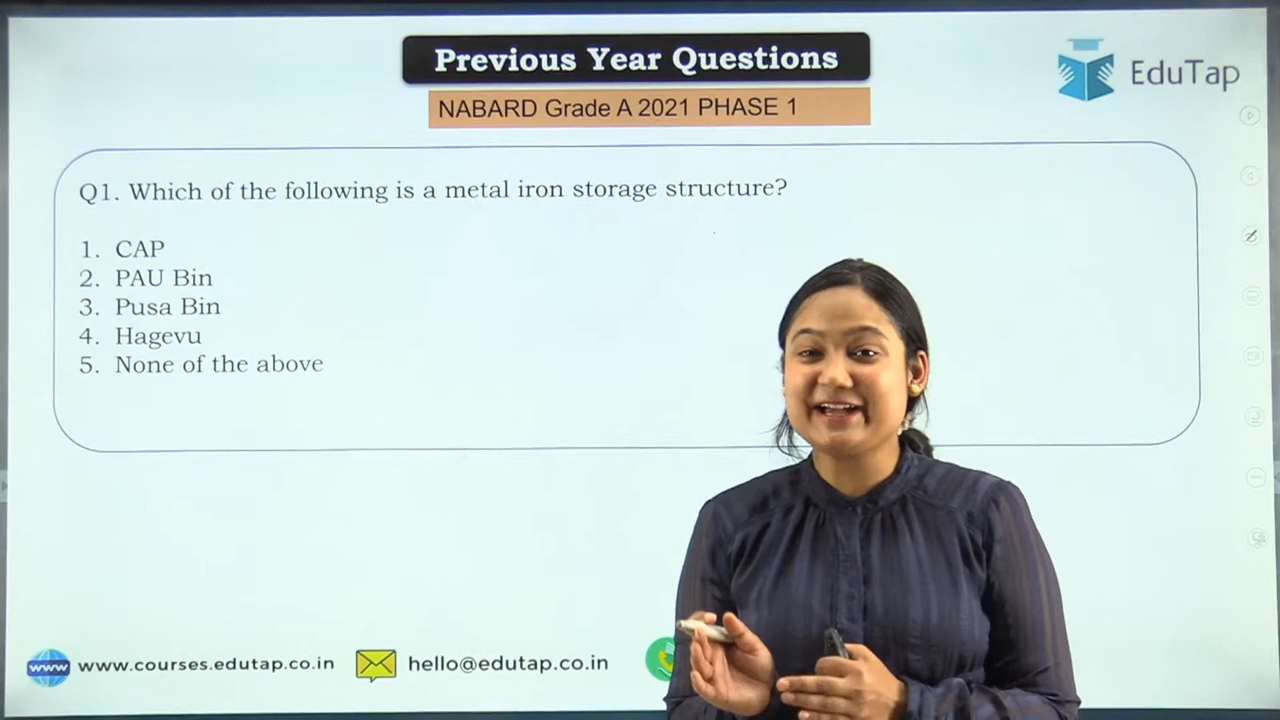 Previous Year Questions
EduTap
NABARD Grade A 2021 PHASE 1
Q1. Which of the following is a metal iron storage structure?
1. CAP
2. PAU Bin
3. Pusa Bin
4. Hagevu
5. None of the above
www www.courses.edutap.co.in hello@edutap.co.in